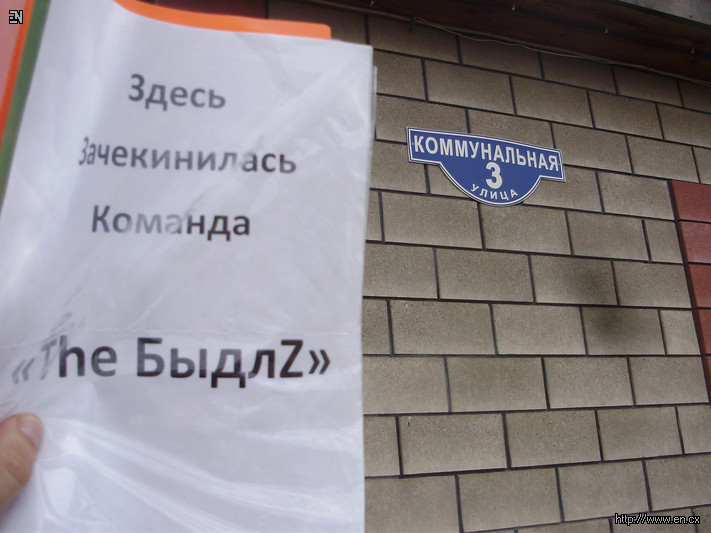 EN
Здесь
Зачекинилась
Команда
«The БыдлZ»
КОММУНАЛЬНАЯ
3
УЛИЦА
http://www.en.cx